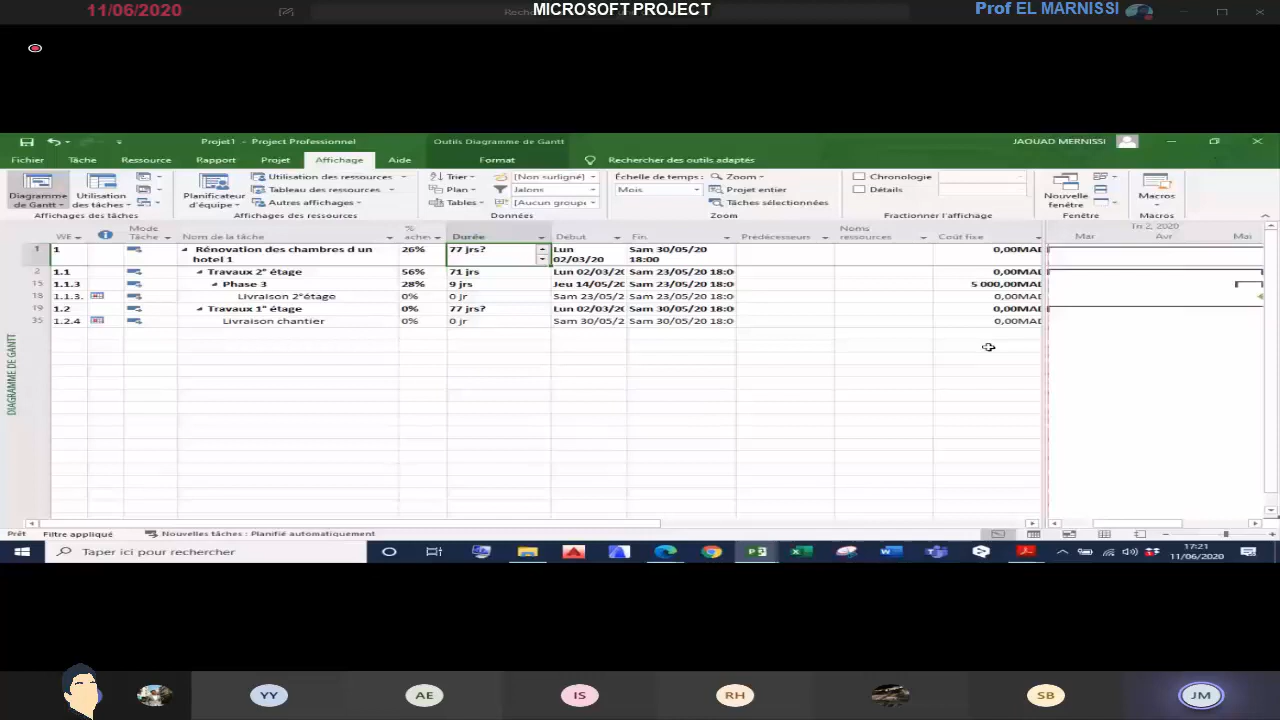 11/06/2020
MICROSOFT PROJECT
Prof EL MARNISSI
Projet1 - Project Professionnel
Outils Diagramme de Gantt
JAOUAD MERNISSI
Fichier Tâche Ressource Rapport Projet Affichage Aide Format Rechercher des outils adaptés
Diagramme de Gantt
Utilisation des tâches
Affichages des tâches
Planificateur d'équipe
Utilisation des ressources
Tableau des ressources
Autres affichages
Affichages des ressources
Trier
Plan
Tables
[Non surligné]
Jalons
[Aucun group
Données
Échelle de temps :
Mois
Zoom
Projet entier
Tâches sélectionnées
Zoom
Chronologie
Détails
Fractionner l'affichage
Nouvelle fenêtre
Fenêtre
Macros
Macros
WE Mode Tâche Nom de la tâche % ache Durée Début Fin Prédécesseurs Noms ressources Coût fixe
Tri 2, 2020
Mar Avr Mai
1 1 Rénovation des chambres d un hotel 1 26% 77 jrs? Lun 02/03/20 Sam 30/05/20 18:00 0,00MAD
2 1.1 Travaux 2° étage 56% 71 jrs Lun 02/03/20 Sam 23/05/20 18:0 0,00MAD
15 1.1.3 Phase 3 28% 9 jrs Jeu 14/05/20 Sam 23/05/20 18:0 5 000,00MAD
18 1.1.3. Livraison 2°étage 0% 0 jr Sam 23/05/2 Sam 23/05/20 18:0 0,00MAD
19 1.2 Travaux 1° étage 0% 77 jrs? Lun 02/03/20 Sam 30/05/20 18:0 0,00MAD
35 1.2.4 Livraison chantier 0% 0 jr Sam 30/05/2 Sam 30/05/20 18:0 0,00MAD
DIAGRAMME DE GANTT
Prêt Filtre appliqué Nouvelles tâches : Planifié automatiquement
Taper ici pour rechercher
17:21
11/06/2020
YY AE IS RH SB JM